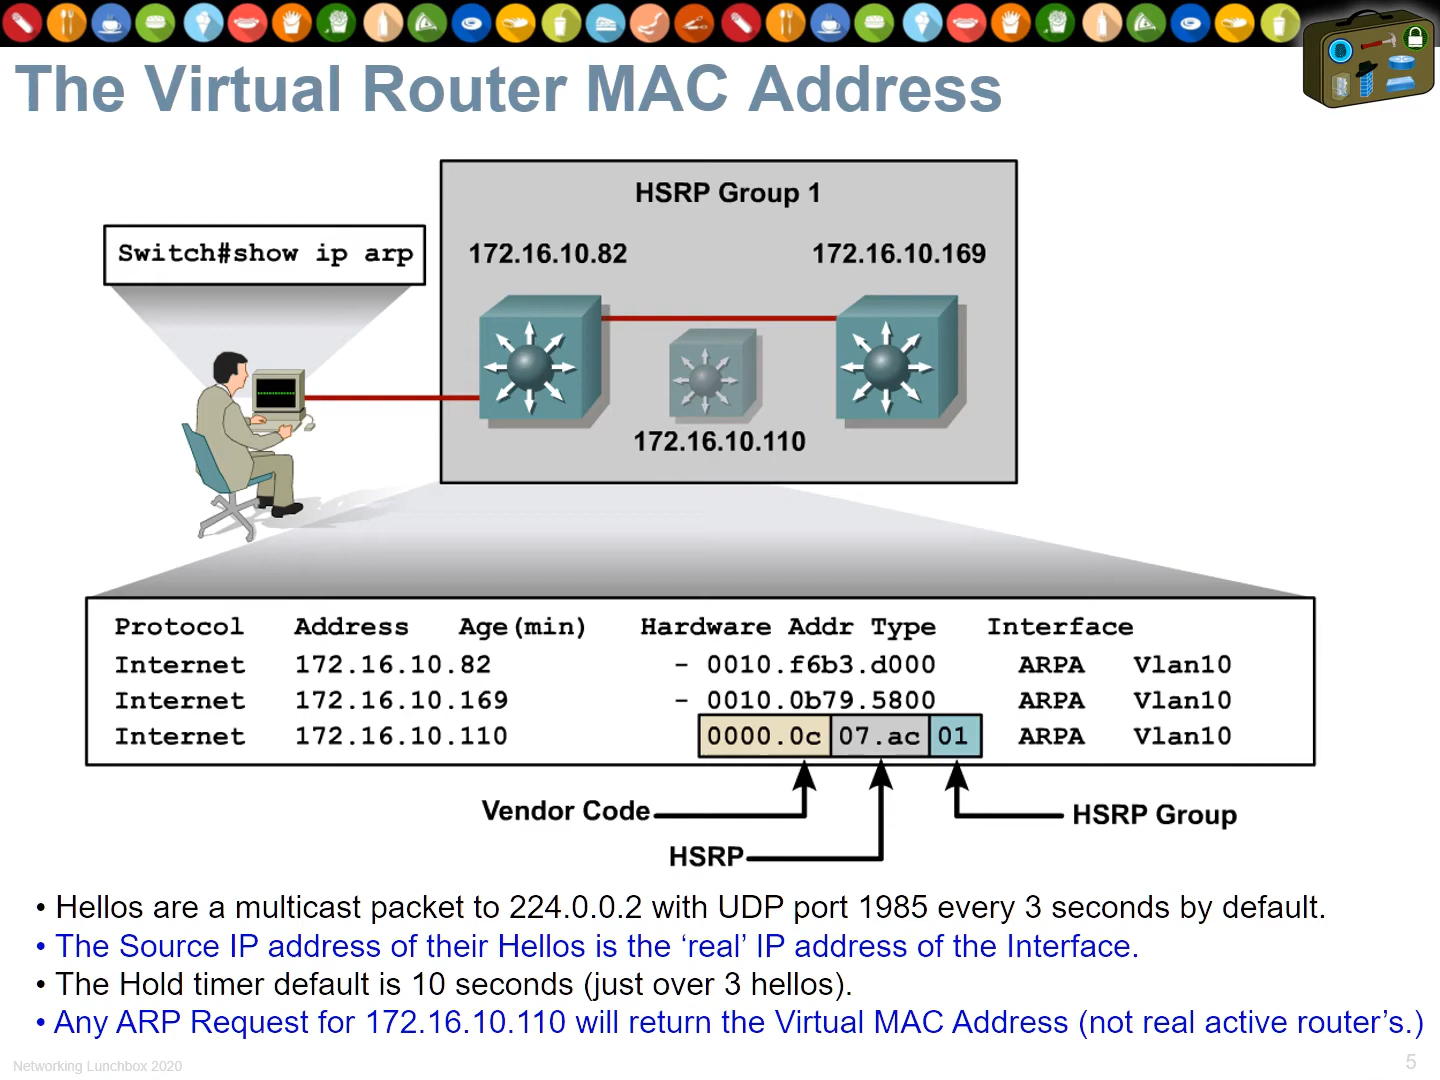 The Virtual Router MAC Address
HSRP Group 1
Switch#show ip arp
172.16.10.82
172.16.10.169
172.16.10.110
Protocol Address Age(min) Hardware Addr Type Interface
Internet 172.16.10.82 - 0010.f6b3.d000 ARPA Vlan10
Internet 172.16.10.169 - 0010.0b79.5800 ARPA Vlan10
Internet 172.16.10.110 0000.0c 07.ac 01 ARPA Vlan10
Vendor Code
HSRP Group
HSRP
• Hellos are a multicast packet to 224.0.0.2 with UDP port 1985 every 3 seconds by default.
• The Source IP address of their Hellos is the ‘real’ IP address of the Interface.
• The Hold timer default is 10 seconds (just over 3 hellos).
• Any ARP Request for 172.16.10.110 will return the Virtual MAC Address (not real active router’s.)
Networking Lunchbox 2020
5